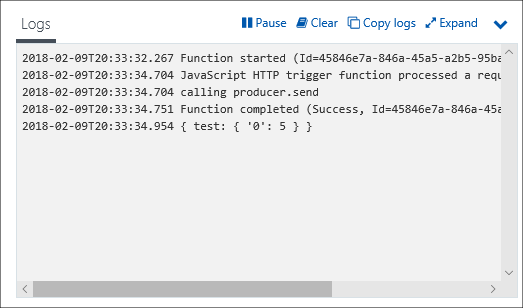 Logs
Pause Clear Copy logs Expand
2018-02-09T20:33:32.267 Function started (Id=45846e7a-846a-45a5-a2b5-95ba
2018-02-09T20:33:34.704 JavaScript HTTP trigger function processed a requ
2018-02-09T20:33:34.704 calling producer.send
2018-02-09T20:33:34.751 Function completed (Success, Id=45846e7a-846a-45a
2018-02-09T20:33:34.954 { test: { '0': 5 } }